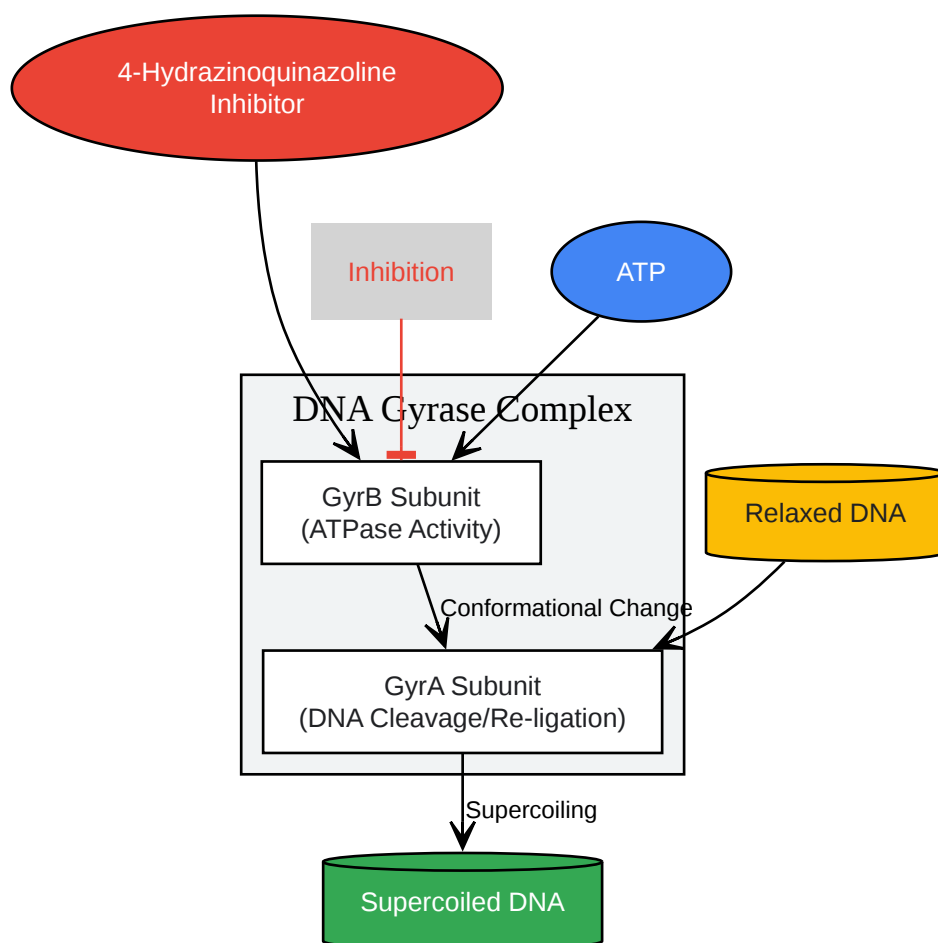 4-Hydrazinoquinazoline
Inhibitor
Inhibition
ATP
DNA Gyrase Complex
GyrB Subunit
(ATPase Activity)
Relaxed DNA
Conformational Change
GyrA Subunit
(DNA Cleavage/Re-ligation)
Supercoiling
Supercoiled DNA